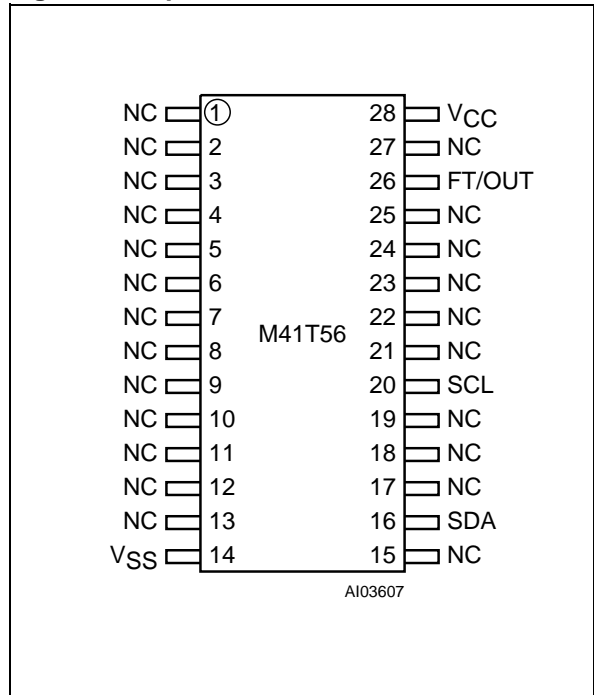 NC 1 28 VCC
NC 2 27 NC
NC 3 26 FT/OUT
NC 4 25 NC
NC 5 24 NC
NC 6 23 NC
NC 7 22 NC
M41T56
NC 8 21 NC
NC 9 20 SCL
NC 10 19 NC
NC 11 18 NC
NC 12 17 NC
NC 13 16 SDA
VSS 14 15 NC
AI03607